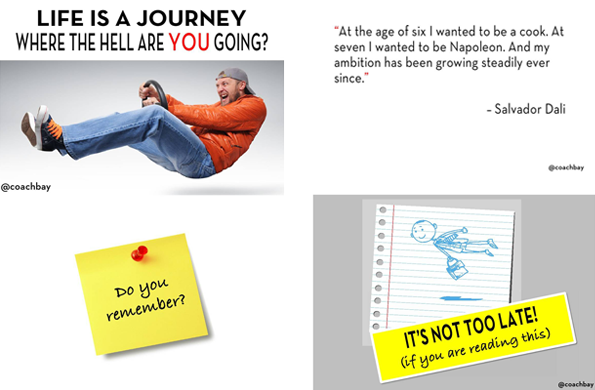 LIFE IS A JOURNEY
WHERE THE HELL ARE YOU GOING?
@coachbay
"At the age of six I wanted to be a cook. At
seven I wanted to be Napoleon. And my
ambition has been growing steadily ever
since."
- Salvador Dali
@coachbay
Do you
remember?
IT'S NOT TOO LATE!
(if you are reading this)
@coachbay